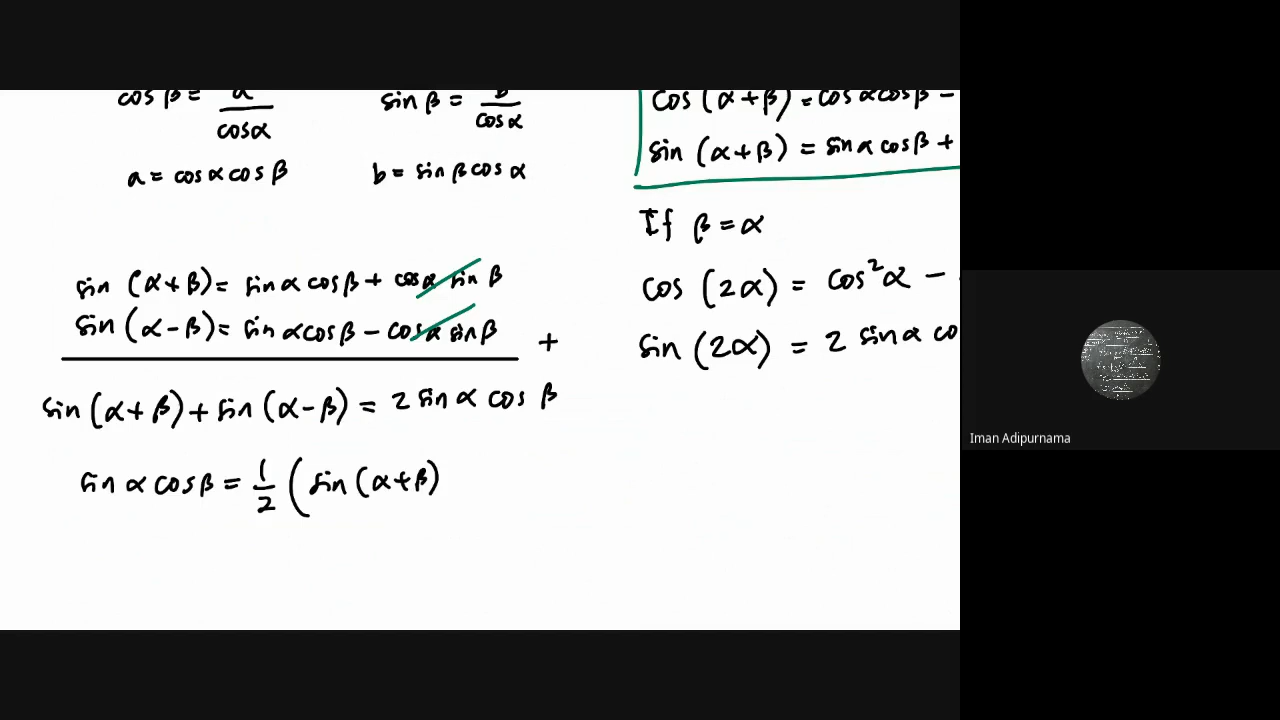 cos β =
cosα
a = cos α cos β
sin β =
cos α
b = sin β cos α
sin (α+β) = sin α cos β + cos α sin β
sin (α-β) = sin α cos β - cos α sin β +
sin (α+β) + sin (α-β) = 2 sin α cos β
sin α cos β = 1/2 ( sin (α+β)
cos (α+β) = cos α cos β -
sin (α+β) = sin α cos β +
If β = α
cos (2α) = cos²α -
sin (2α) = 2 sin α co
Iman Adipurnama